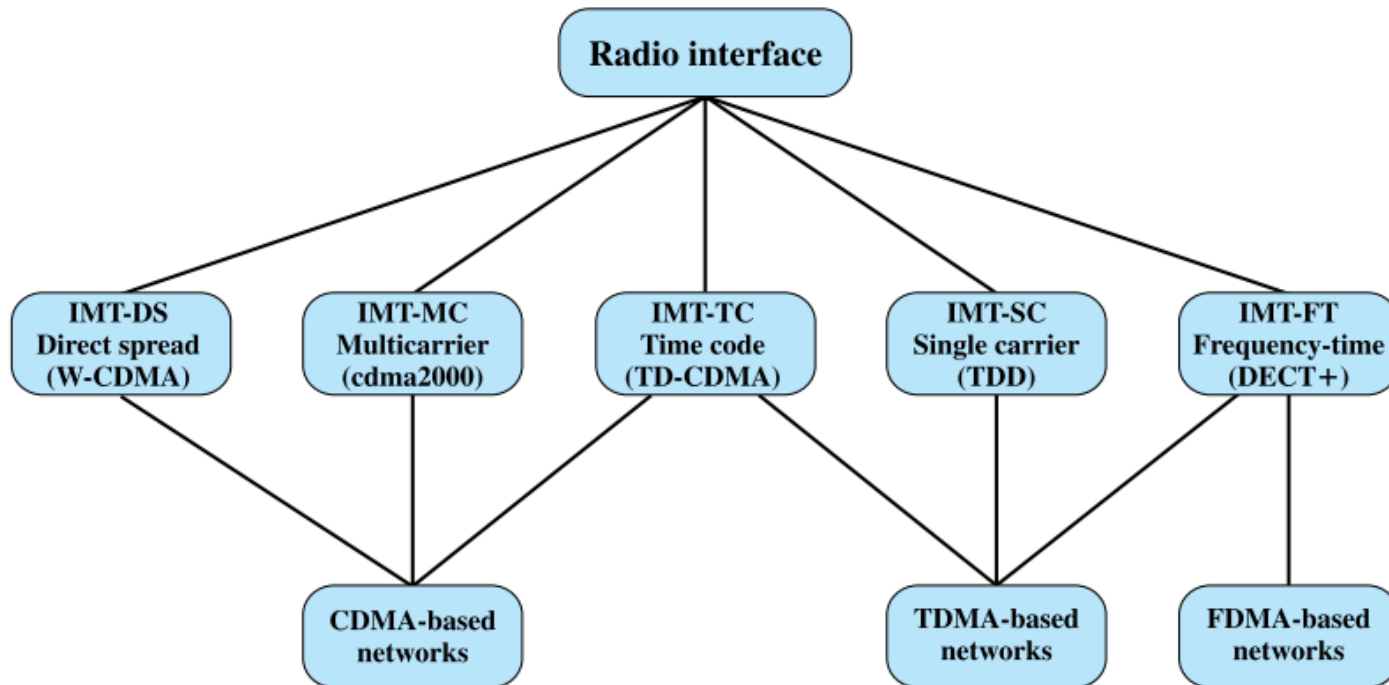 Radio interface
IMT-DS
Direct spread
(W-CDMA)
IMT-MC
Multicarrier
(cdma2000)
IMT-TC
Time code
(TD-CDMA)
IMT-SC
Single carrier
(TDD)
IMT-FT
Frequency-time
(DECT+)
CDMA-based
networks
TDMA-based
networks
FDMA-based
networks